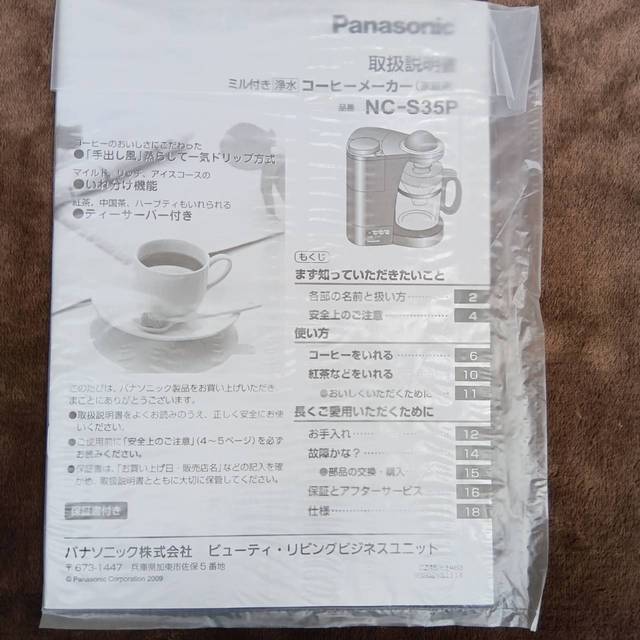 Panasonic
取扱説明書
ミル付き 浄水 コーヒーメーカー(家庭用)
品番 NC-S35P
コーヒーのおいしさにこだわった
●「手出し風」蒸らして一気ドリップ方式
マイルド、リッチ、アイスコースの
●いれ分け機能
紅茶、中国茶、ハーブティもいれられる
●ティーサーバー付き
もくじ
まず知っていただきたいこと
各部の名前と扱い方 2
安全上のご注意 4
使い方
コーヒーをいれる 6
紅茶などをいれる 10
●おいしくいただくために 11
長くご愛用いただくために
お手入れ 12
故障かな? 14
●部品の交換・購入 15
保証とアフターサービス 16
仕様 18
このたびは、パナソニック製品をお買い上げいただき
まことにありがとうございます。
●取扱説明書をよくお読みのうえ、正しく安全にお使
いください。
●ご使用前に「安全上のご注意」(4~5ページ)を必ず
お読みください。
●保証書は、「お買い上げ日・販売店名」などの記入を確
かめ、取扱説明書とともに大切に保管してください。
保証書付き
パナソニック株式会社 ビューティ・リビングビジネスユニット
〒673-1447 兵庫県加東市佐保5番地
© Panasonic Corporation 2009